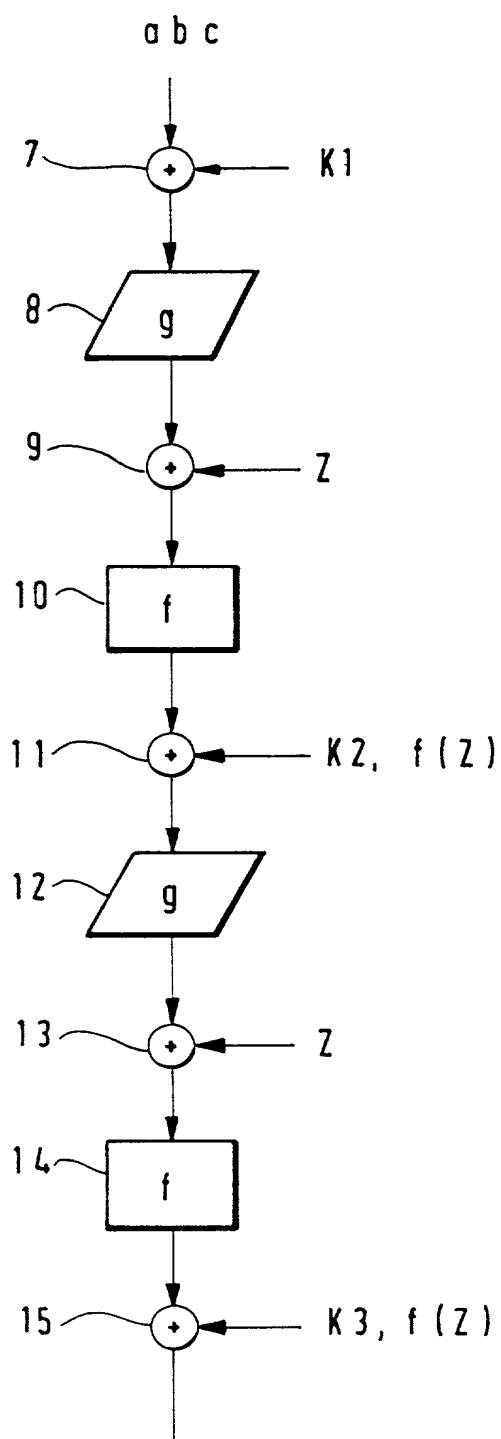 a b c
7 + K1
8 g
9 + Z
10 f
11 + K2, f(Z)
12 g
13 + Z
14 f
15 + K3, f(Z)